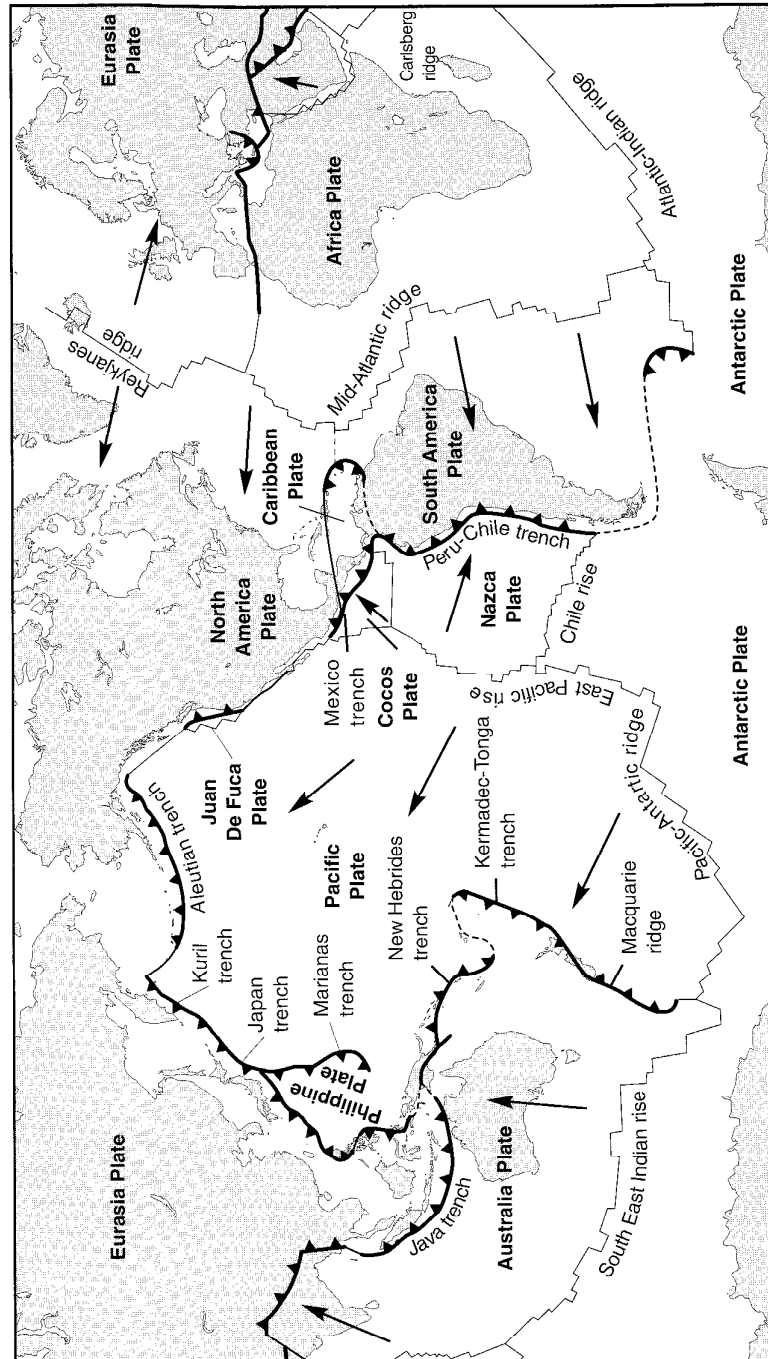 Eurasia Plate
Kuril
trench
Japan
trench
Marianas
trench
Philippine
Plate
Java trench
Australia Plate
South East Indian rise
Aleutian trench
Juan
De Fuca
Plate
Pacific
Plate
New Hebrides
trench
Kermadec-Tonga
trench
Macquarie
ridge
Pacific-Antartic ridge
Antarctic Plate
North
America
Plate
Mexico
trench
Cocos
Plate
East Pacific
rise
Nazca
Plate
Chile rise
Caribbean
Plate
Peru-Chile trench
South America
Plate
Reykjanes
ridge
Mid-Atlantic ridge
Antarctic Plate
Eurasia
Plate
Africa Plate
Carlsberg
ridge
Atlantic-Indian ridge